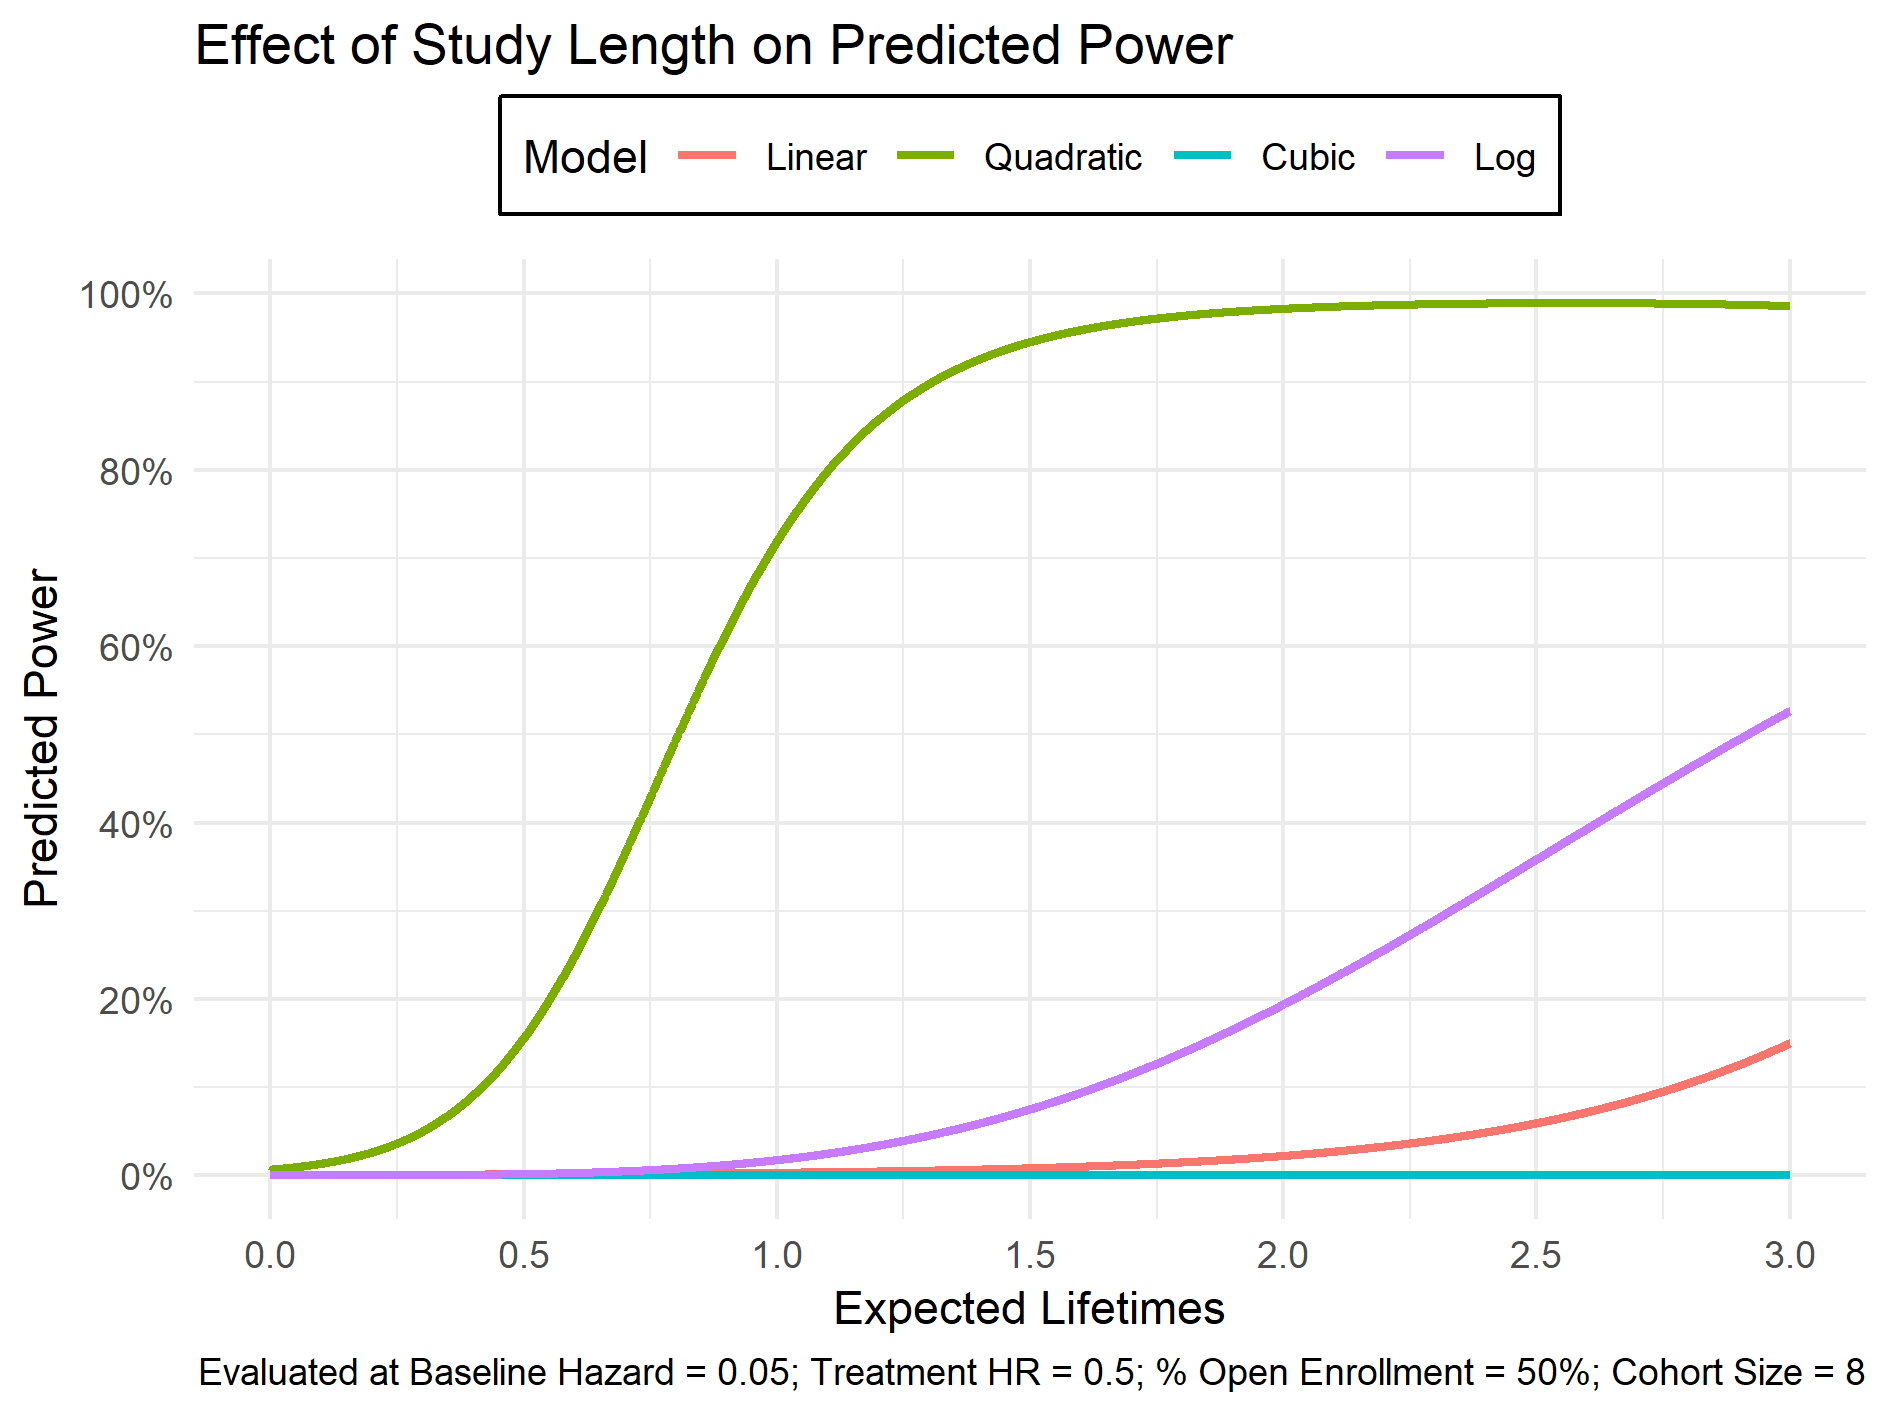 Effect of Study Length on Predicted Power
Model Linear Quadratic Cubic Log
Predicted Power
100%
80%
60%
40%
20%
0%
0.0 0.5 1.0 1.5 2.0 2.5 3.0
Expected Lifetimes
Evaluated at Baseline Hazard = 0.05; Treatment HR = 0.5; % Open Enrollment = 50%; Cohort Size = 8